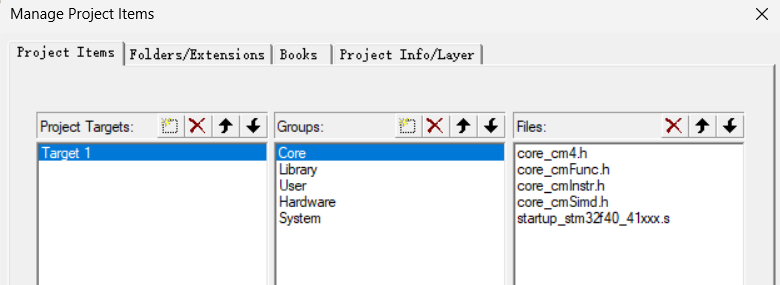 Manage Project Items
Project Items Folders/Extensions Books Project Info/Layer
Project Targets: Groups: Files:
Target 1 Core core_cm4.h
Library core_cmFunc.h
User core_cmInstr.h
Hardware core_cmSimd.h
System startup_stm32f40_41xxx.s